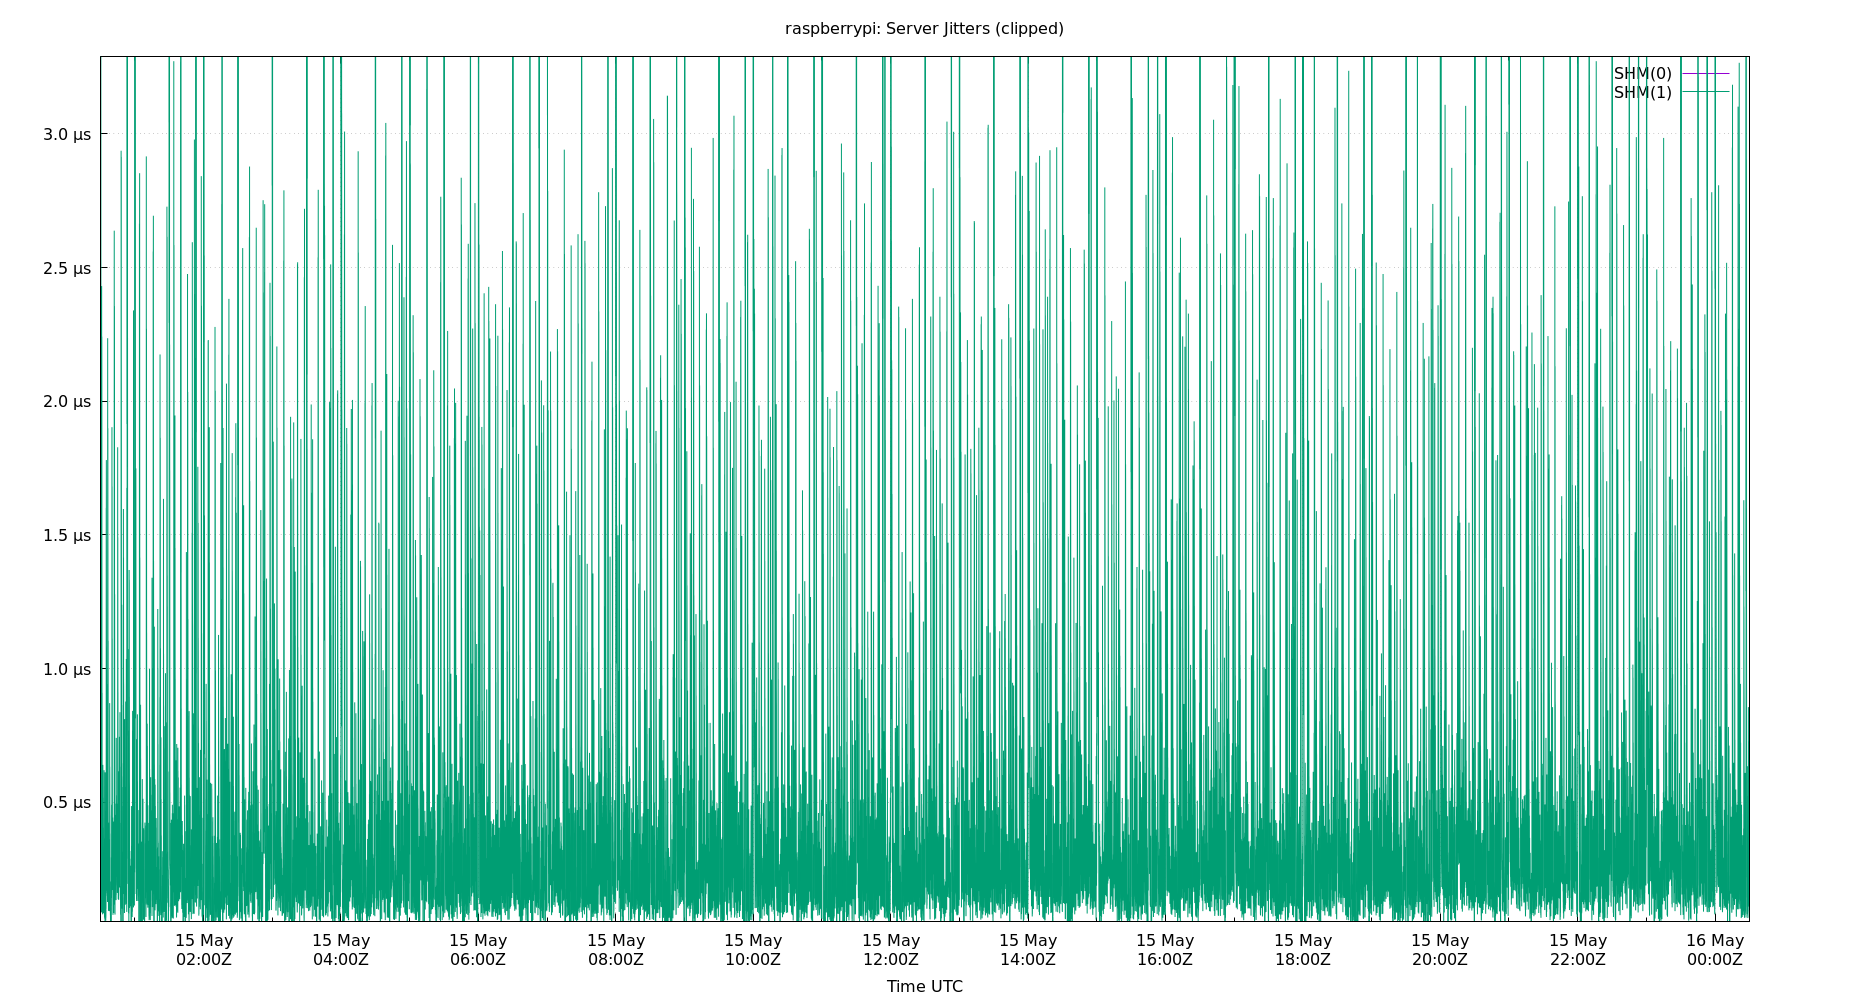 raspberrypi: Server Jitters (clipped)
SHM(0)
SHM(1)
3.0 µs
2.5 µs
2.0 µs
1.5 µs
1.0 µs
0.5 µs
15 May 15 May 15 May 15 May 15 May 15 May 15 May 15 May 15 May 15 May 15 May 16 May
02:00Z 04:00Z 06:00Z 08:00Z 10:00Z 12:00Z 14:00Z 16:00Z 18:00Z 20:00Z 22:00Z 00:00Z
Time UTC